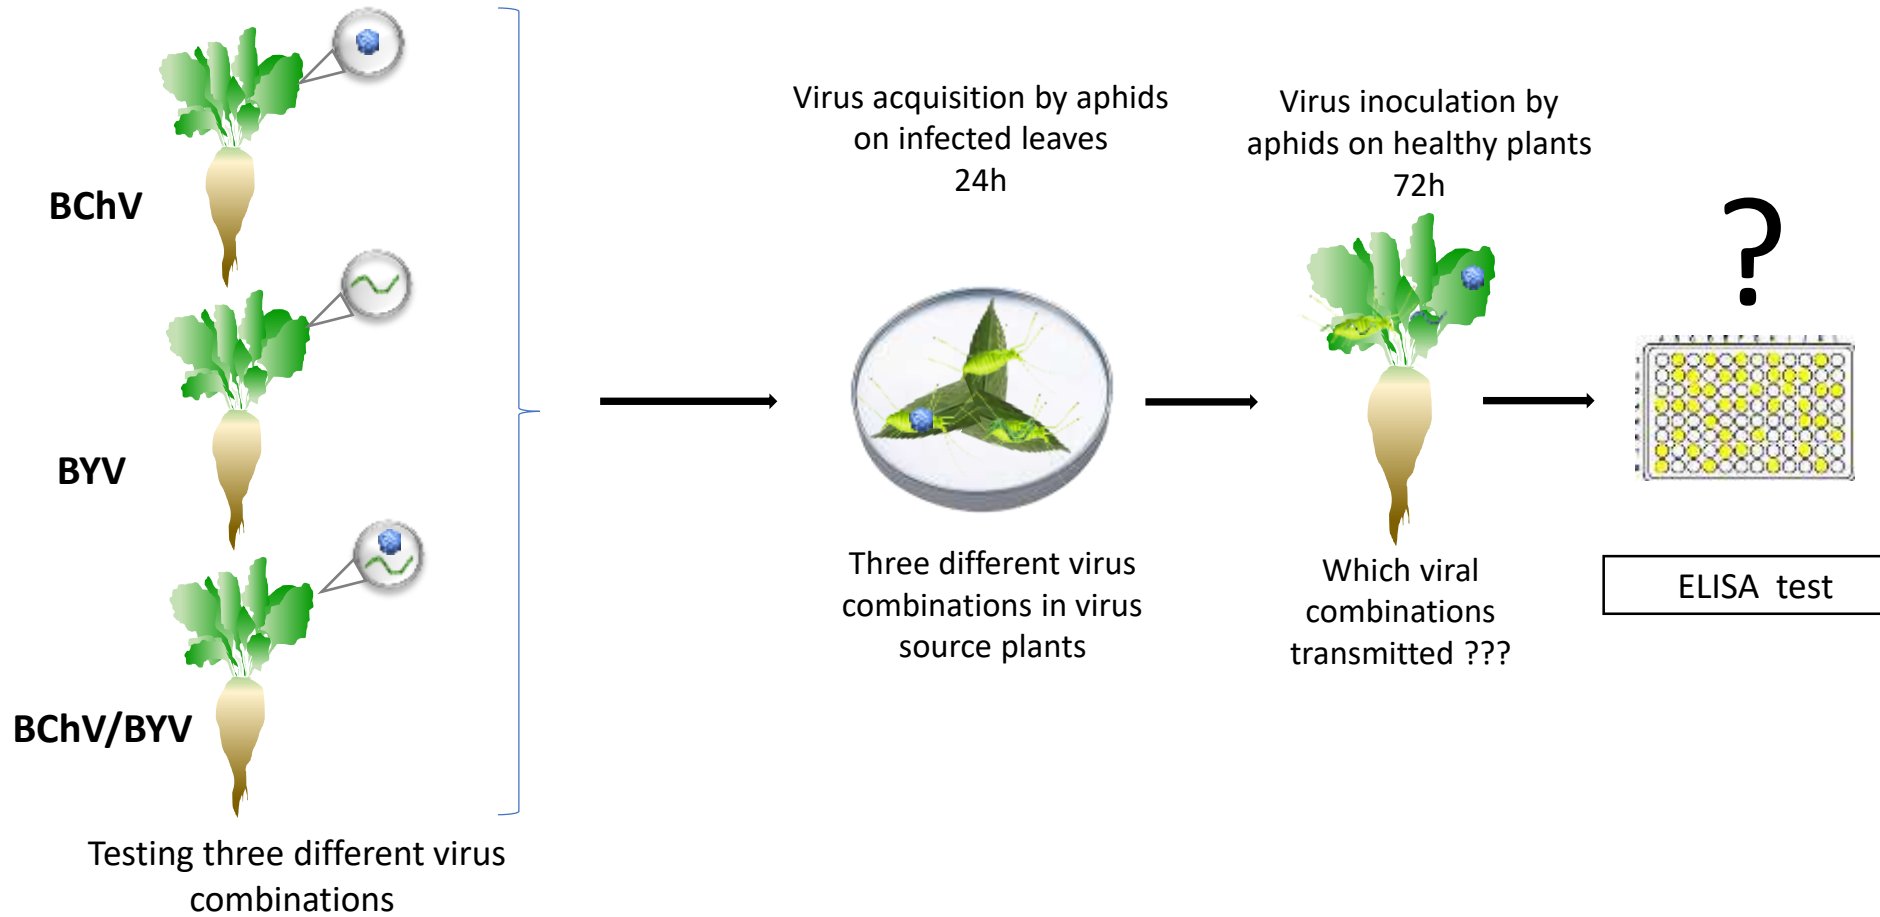 BChV
BYV
BChV/BYV
Testing three different virus
combinations
Virus acquisition by aphids
on infected leaves
24h
Three different virus
combinations in virus
source plants
Virus inoculation by
aphids on healthy plants
72h
Which viral
combinations
transmitted ???
?
ELISA test